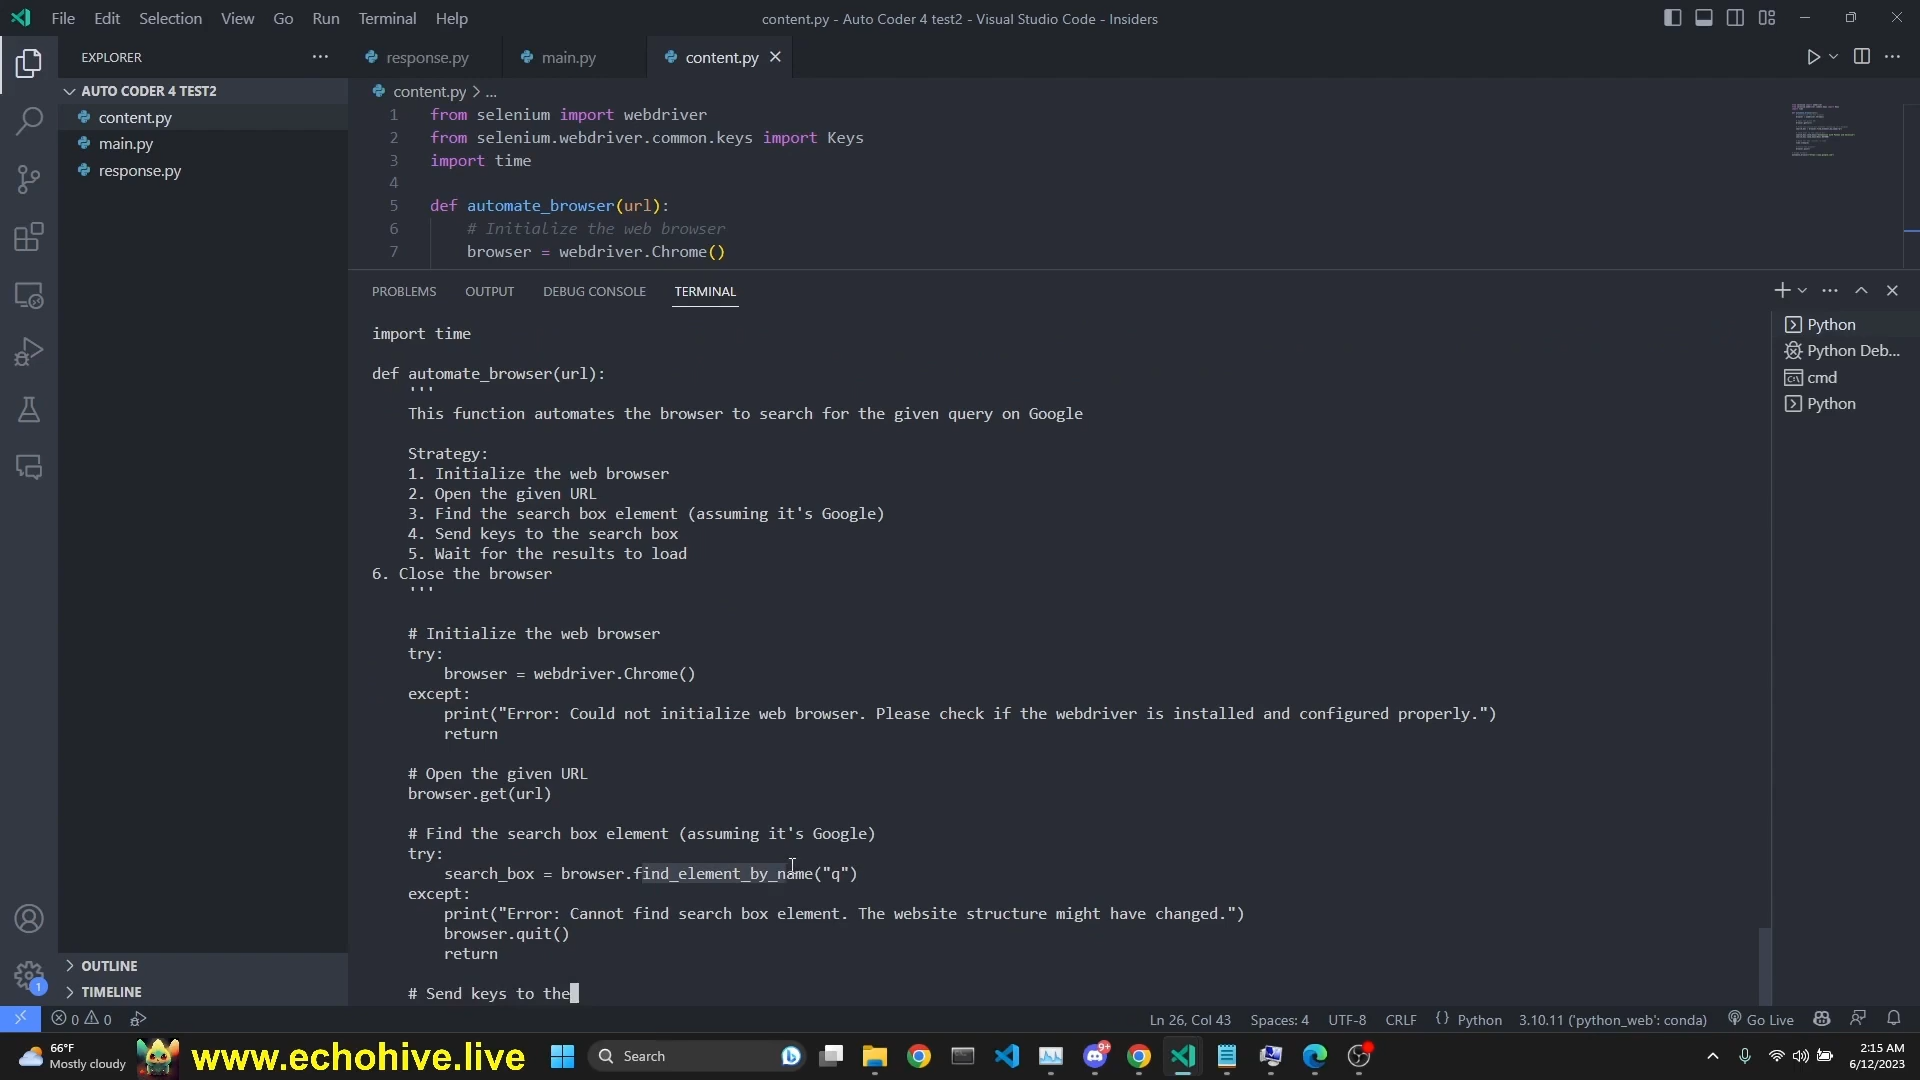 File Edit Selection View Go Run Terminal Help
content.py - Auto Coder 4 test2 - Visual Studio Code - Insiders
EXPLORER
AUTO CODER 4 TEST2
content.py
main.py
response.py
OUTLINE
TIMELINE
response.py main.py content.py
content.py > ...
1 from selenium import webdriver
2 from selenium.webdriver.common.keys import Keys
3 import time
4
5 def automate_browser(url):
6 # Initialize the web browser
7 browser = webdriver.Chrome()
PROBLEMS OUTPUT DEBUG CONSOLE TERMINAL
import time
def automate_browser(url):
'''
This function automates the browser to search for the given query on Google
Strategy:
1. Initialize the web browser
2. Open the given URL
3. Find the search box element (assuming it's Google)
4. Send keys to the search box
5. Wait for the results to load
6. Close the browser
'''
# Initialize the web browser
try:
browser = webdriver.Chrome()
except:
print("Error: Could not initialize web browser. Please check if the webdriver is installed and configured properly.")
return
# Open the given URL
browser.get(url)
# Find the search box element (assuming it's Google)
try:
search_box = browser.find_element_by_name("q")
except:
print("Error: Cannot find search box element. The website structure might have changed.")
browser.quit()
return
# Send keys to the
Python
Python Deb...
cmd
Python
1
0 0
Ln 26, Col 43 Spaces: 4 UTF-8 CRLF {} Python 3.10.11 ('python_web': conda) Go Live
66°F
Mostly cloudy
www.echohive.live
Search
9+
2:15 AM
6/12/2023